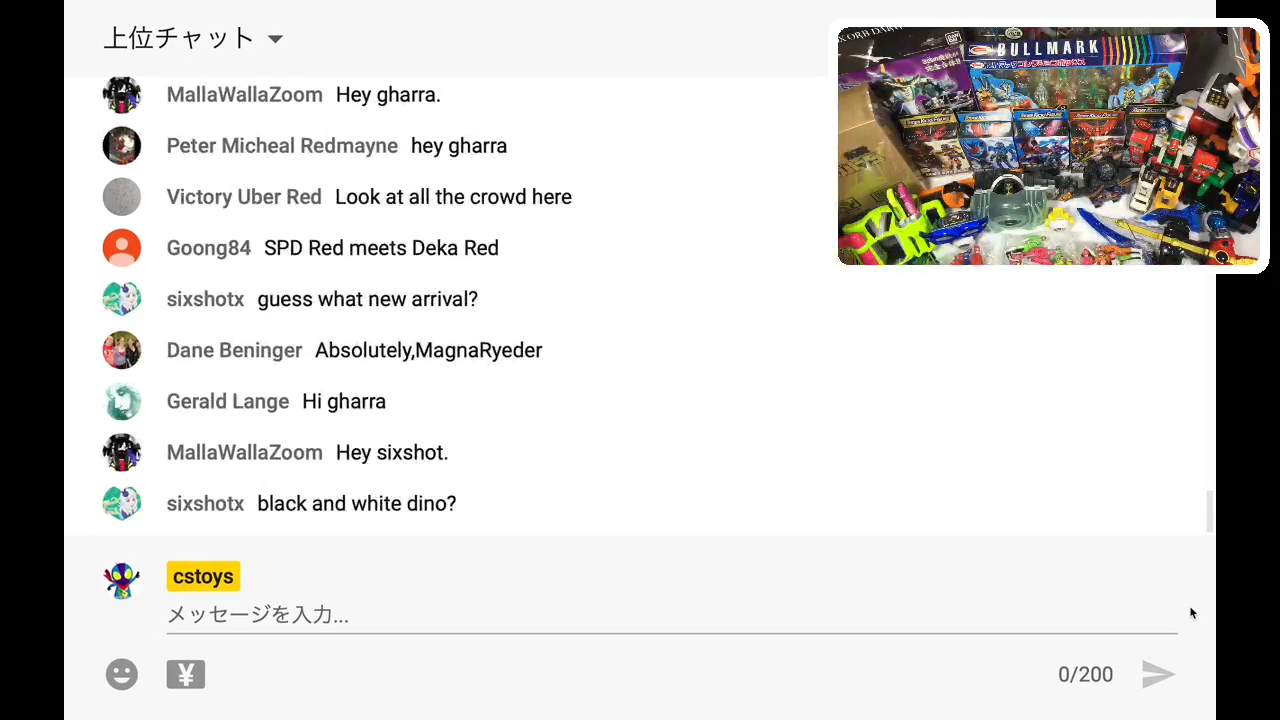 上位チャット
MallaWallaZoom Hey gharra.
Peter Micheal Redmayne hey gharra
Victory Uber Red Look at all the crowd here
Goong84 SPD Red meets Deka Red
sixshotx guess what new arrival?
Dane Beninger Absolutely,MagnaRyeder
Gerald Lange Hi gharra
MallaWallaZoom Hey sixshot.
sixshotx black and white dino?
cstoys
メッセージを入力...
¥
0/200
BULLMARK